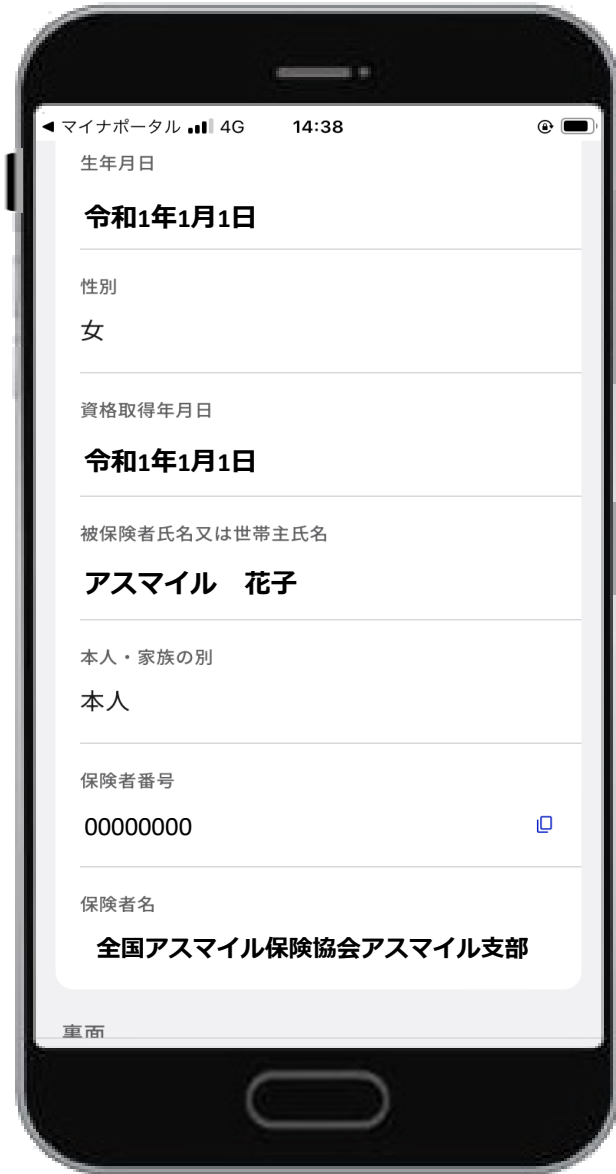 マイナポータル 4G 14:38
生年月日
令和1年1月1日
性別
女
資格取得年月日
令和1年1月1日
被保険者氏名又は世帯主氏名
アスマイル　花子
本人・家族の別
本人
保険者番号
00000000
保険者名
全国アスマイル保険協会アスマイル支部
裏面